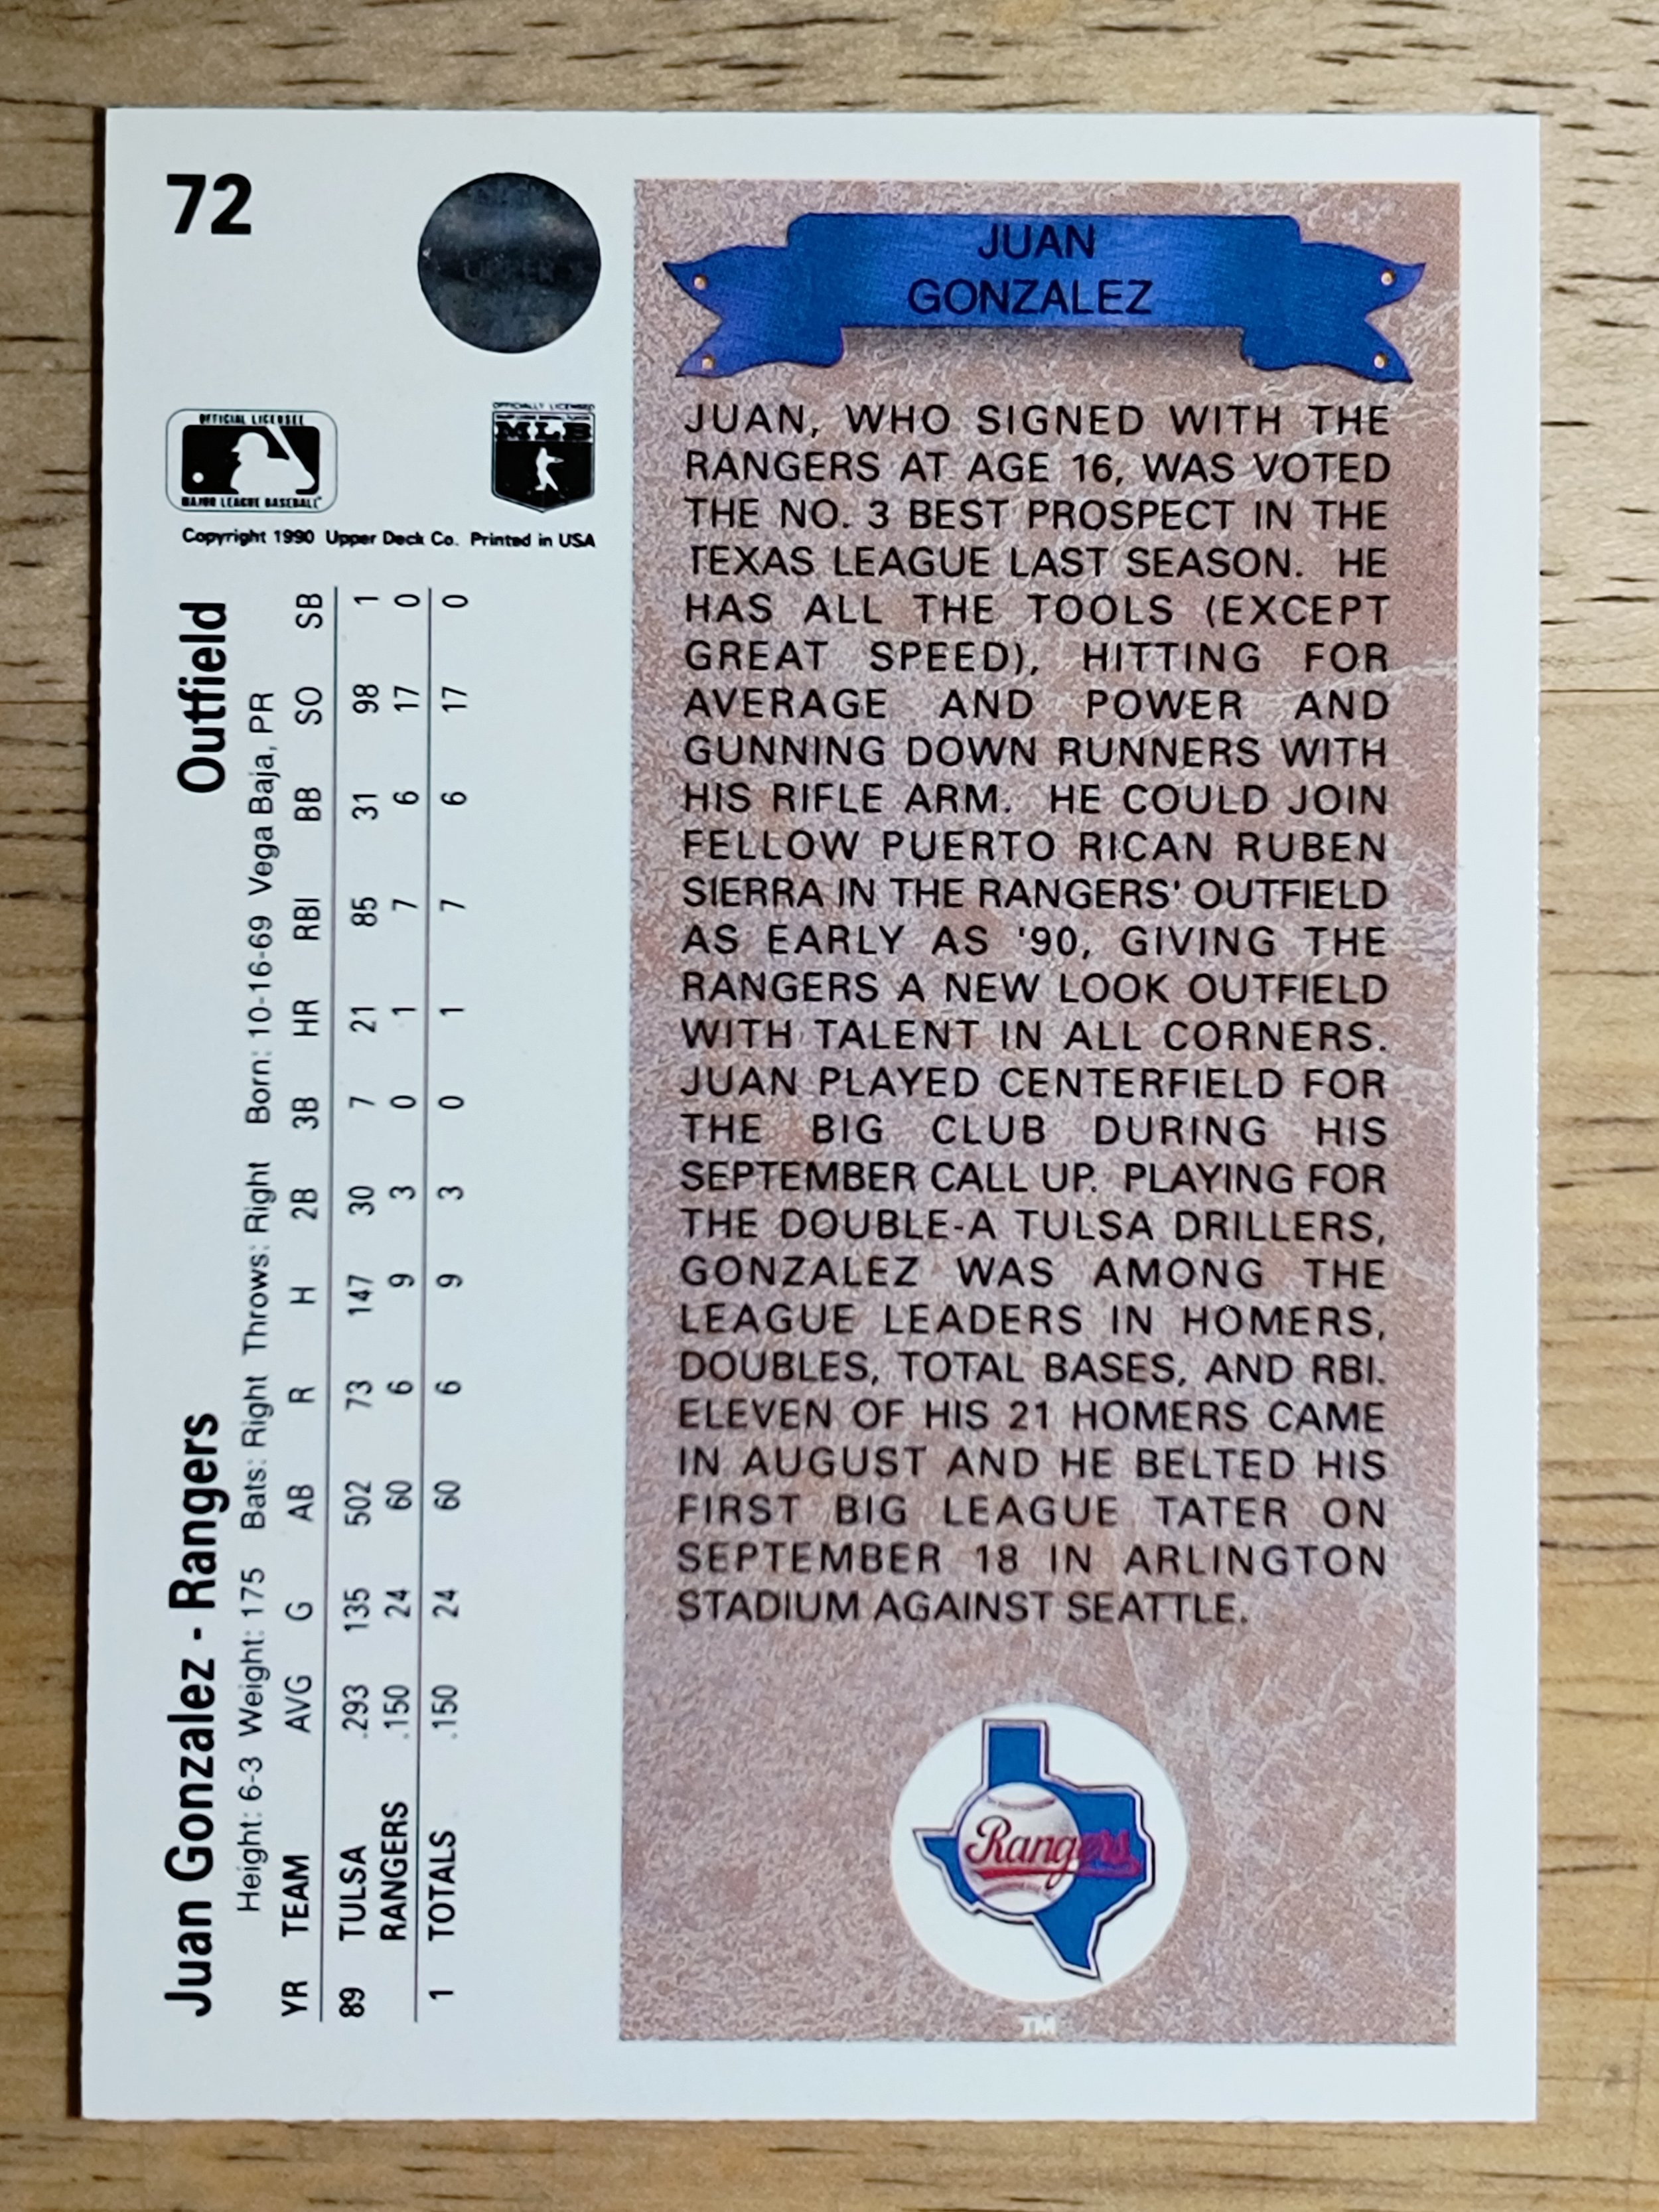 72
OFFICIAL LICENSEE
MAJOR LEAGUE BASEBALL
OFFICIALLY LICENSED
MLB
Copyright 1990 Upper Deck Co. Printed in USA
Juan Gonzalez - Rangers Outfield
Height: 6-3 Weight: 175 Bats: Right Throws: Right Born: 10-16-69 Vega Baja, PR
YR TEAM AVG G AB R H 2B 3B HR RBI BB SO SB
89 TULSA .293 135 502 73 147 30 7 21 85 31 98 1
RANGERS .150 24 60 6 9 3 0 1 7 6 17 0
1 TOTALS .150 24 60 6 9 3 0 1 7 6 17 0
JUAN
GONZALEZ
JUAN, WHO SIGNED WITH THE
RANGERS AT AGE 16, WAS VOTED
THE NO. 3 BEST PROSPECT IN THE
TEXAS LEAGUE LAST SEASON. HE
HAS ALL THE TOOLS (EXCEPT
GREAT SPEED), HITTING FOR
AVERAGE AND POWER AND
GUNNING DOWN RUNNERS WITH
HIS RIFLE ARM. HE COULD JOIN
FELLOW PUERTO RICAN RUBEN
SIERRA IN THE RANGERS' OUTFIELD
AS EARLY AS '90, GIVING THE
RANGERS A NEW LOOK OUTFIELD
WITH TALENT IN ALL CORNERS.
JUAN PLAYED CENTERFIELD FOR
THE BIG CLUB DURING HIS
SEPTEMBER CALL UP. PLAYING FOR
THE DOUBLE-A TULSA DRILLERS,
GONZALEZ WAS AMONG THE
LEAGUE LEADERS IN HOMERS,
DOUBLES, TOTAL BASES, AND RBI.
ELEVEN OF HIS 21 HOMERS CAME
IN AUGUST AND HE BELTED HIS
FIRST BIG LEAGUE TATER ON
SEPTEMBER 18 IN ARLINGTON
STADIUM AGAINST SEATTLE.
Rangers
TM